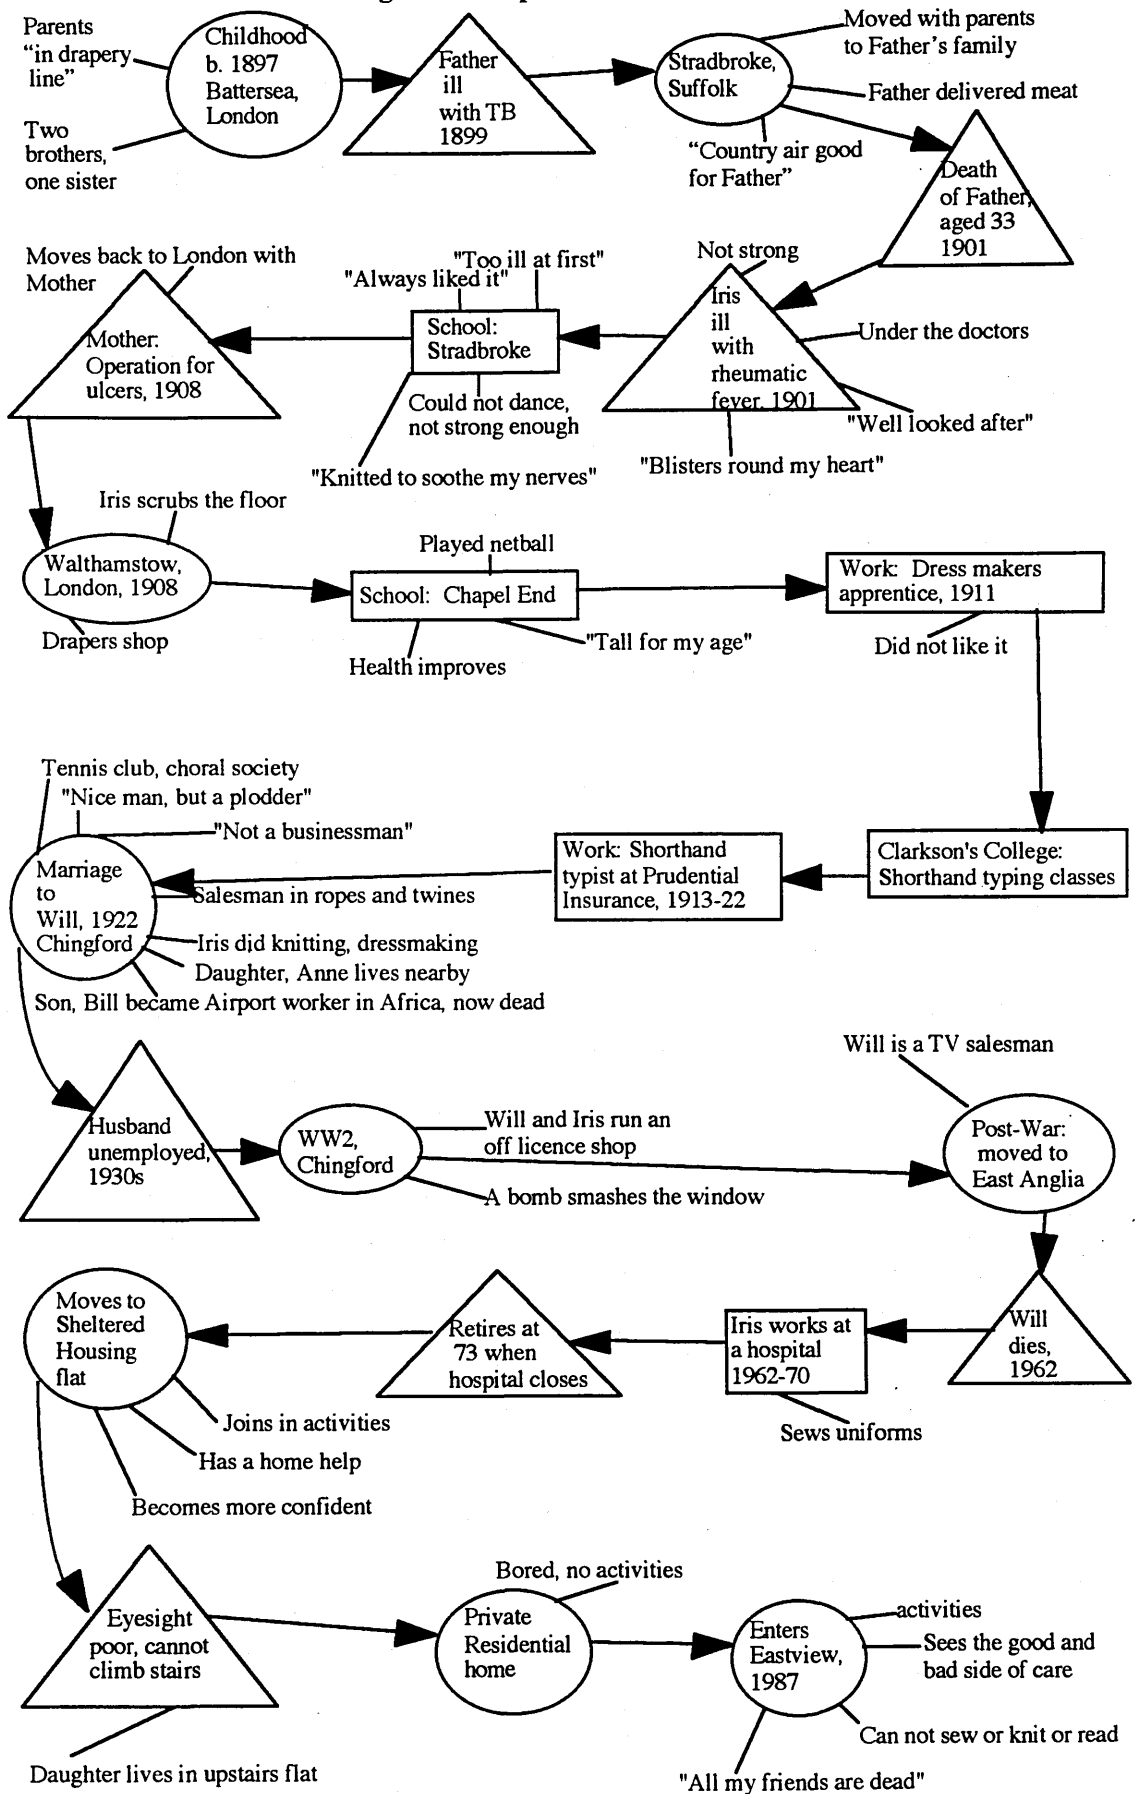 Parents
"in drapery
line"
Two
brothers,
one sister
Childhood
b. 1897
Battersea,
London
Father
ill
with TB
1899
Stradbroke,
Suffolk
Moved with parents
to Father's family
Father delivered meat
"Country air good
for Father"
Death
of Father,
aged 33
1901
Not strong
Iris
ill
with
rheumatic
fever, 1901
Under the doctors
"Well looked after"
"Blisters round my heart"
"Too ill at first"
"Always liked it"
School:
Stradbroke
Could not dance,
not strong enough
"Knitted to soothe my nerves"
Moves back to London with
Mother
Mother:
Operation for
ulcers, 1908
Iris scrubs the floor
Walthamstow,
London, 1908
Drapers shop
Played netball
School: Chapel End
"Tall for my age"
Health improves
Work: Dress makers
apprentice, 1911
Did not like it
Clarkson's College:
Shorthand typing classes
Work: Shorthand
typist at Prudential
Insurance, 1913-22
Tennis club, choral society
"Nice man, but a plodder"
"Not a businessman"
Marriage
to
Will, 1922
Chingford
Salesman in ropes and twines
Iris did knitting, dressmaking
Daughter, Anne lives nearby
Son, Bill became Airport worker in Africa, now dead
Husband
unemployed,
1930s
WW2,
Chingford
Will and Iris run an
off licence shop
A bomb smashes the window
Will is a TV salesman
Post-War:
moved to
East Anglia
Will
dies,
1962
Iris works at
a hospital
1962-70
Sews uniforms
Retires at
73 when
hospital closes
Moves to
Sheltered
Housing
flat
Joins in activities
Has a home help
Becomes more confident
Eyesight
poor, cannot
climb stairs
Daughter lives in upstairs flat
Bored, no activities
Private
Residential
home
Enters
Eastview,
1987
activities
Sees the good and
bad side of care
Can not sew or knit or read
"All my friends are dead"